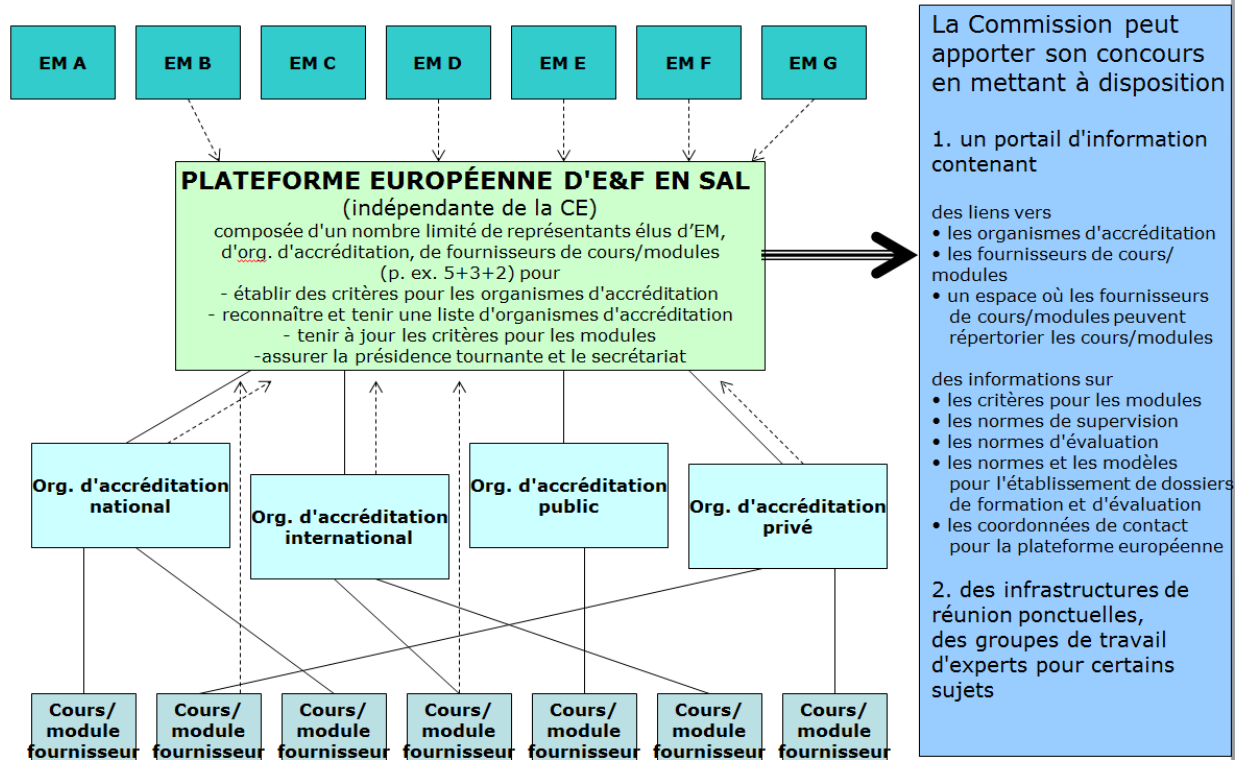 EM A
EM B
EM C
EM D
EM E
EM F
EM G
PLATEFORME EUROPÉENNE D'E&F EN SAL
(indépendante de la CE)
composée d'un nombre limité de représentants élus d’EM,
d'org. d'accréditation, de fournisseurs de cours/modules
(p. ex. 5+3+2) pour
- établir des critères pour les organismes d'accréditation
- reconnaître et tenir une liste d'organismes d'accréditation
- tenir à jour les critères pour les modules
-assurer la présidence tournante et le secrétariat
Org. d'accréditation
national
Org. d'accréditation
international
Org. d'accréditation
public
Org. d'accréditation
privé
Cours/
module
fournisseur
Cours/
module
fournisseur
Cours/
module
fournisseur
Cours/
module
fournisseur
Cours/
module
fournisseur
Cours/
module
fournisseur
Cours/
module
fournisseur
La Commission peut
apporter son concours
en mettant à disposition
1. un portail d'information
contenant
des liens vers
• les organismes d'accréditation
• les fournisseurs de cours/
modules
• un espace où les fournisseurs
de cours/modules peuvent
répertorier les cours/modules
des informations sur
• les critères pour les modules
• les normes de supervision
• les normes d'évaluation
• les normes et les modèles
pour l'établissement de dossiers
de formation et d'évaluation
• les coordonnées de contact
pour la plateforme européenne
2. des infrastructures de
réunion ponctuelles,
des groupes de travail
d'experts pour certains
sujets